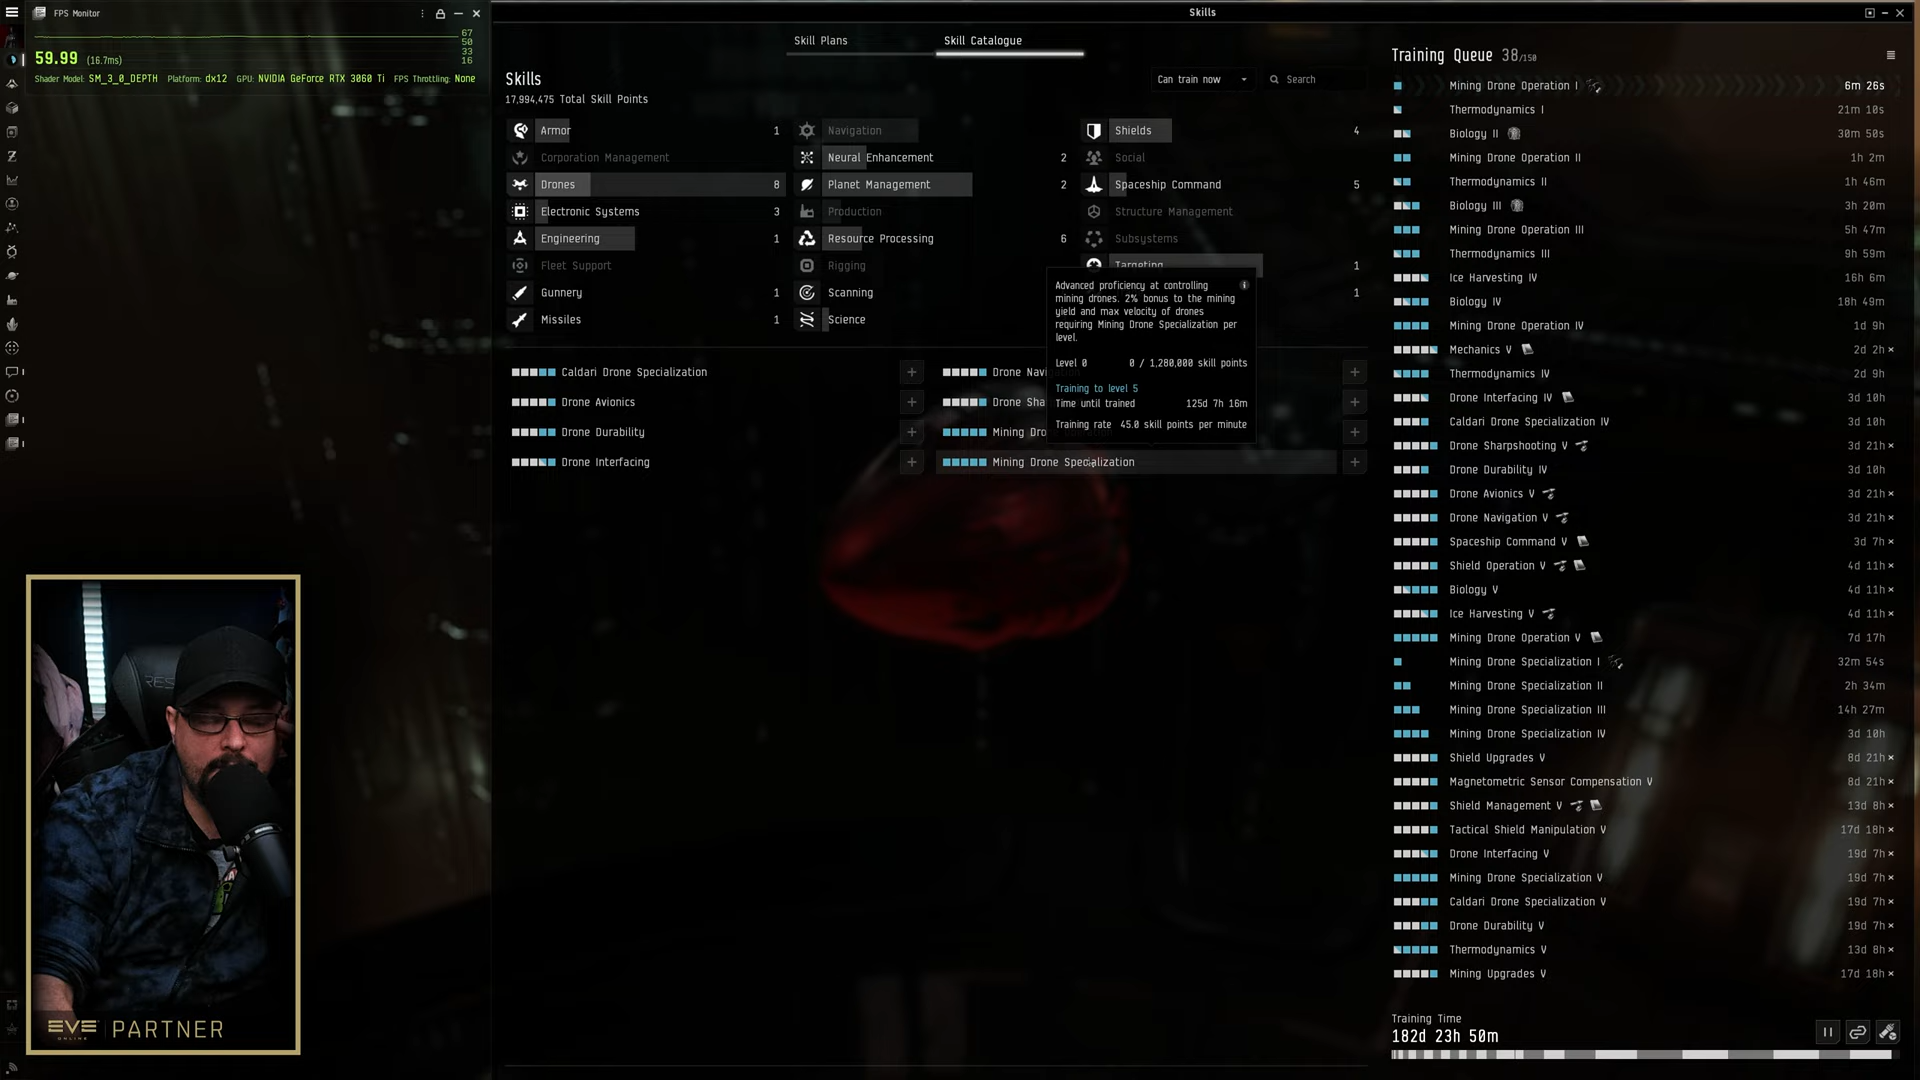 FPS Monitor
67
50
33
16
59.99 (16.7ms)
Shader Model: SM_3_0_DEPTH Platform: dx12 GPU: NVIDIA GeForce RTX 3060 Ti FPS Throttling: None
Skills
Skill Plans
Skill Catalogue
Skills
17,994,475 Total Skill Points
Can train now
Search
Armor 1
Navigation
Shields 4
Corporation Management
Neural Enhancement 2
Social
Drones 8
Planet Management 2
Spaceship Command 5
Electronic Systems 3
Production
Structure Management
Engineering 1
Resource Processing 6
Subsystems
Fleet Support
Rigging
Targeting 1
Gunnery 1
Scanning
1
Missiles 1
Science
Advanced proficiency at controlling
mining drones. 2% bonus to the mining
yield and max velocity of drones
requiring Mining Drone Specialization per
level.
Level 0 0 / 1,280,000 skill points
Training to level 5
Time until trained 125d 7h 16m
Training rate 45.0 skill points per minute
Caldari Drone Specialization
Drone
Drone Avionics
Drone
Drone Durability
Mining
Drone Interfacing
Mining Drone Specialization
Training Queue 38/150
Mining Drone Operation I 6m 26s
Thermodynamics I 21m 10s
Biology II 30m 50s
Mining Drone Operation II 1h 2m
Thermodynamics II 1h 46m
Biology III 3h 20m
Mining Drone Operation III 5h 47m
Thermodynamics III 9h 59m
Ice Harvesting IV 16h 6m
Biology IV 18h 49m
Mining Drone Operation IV 1d 9h
Mechanics V 2d 2h ×
Thermodynamics IV 2d 9h
Drone Interfacing IV 3d 10h
Caldari Drone Specialization IV 3d 10h
Drone Sharpshooting V 3d 21h ×
Drone Durability IV 3d 10h
Drone Avionics V 3d 21h ×
Drone Navigation V 3d 21h ×
Spaceship Command V 3d 7h ×
Shield Operation V 4d 11h ×
Biology V 4d 11h ×
Ice Harvesting V 4d 11h ×
Mining Drone Operation V 7d 17h
Mining Drone Specialization I 32m 54s
Mining Drone Specialization II 2h 34m
Mining Drone Specialization III 14h 27m
Mining Drone Specialization IV 3d 10h
Shield Upgrades V 8d 21h ×
Magnetometric Sensor Compensation V 8d 21h ×
Shield Management V 13d 8h ×
Tactical Shield Manipulation V 17d 18h ×
Drone Interfacing V 19d 7h ×
Mining Drone Specialization V 19d 7h ×
Caldari Drone Specialization V 19d 7h ×
Drone Durability V 19d 7h ×
Thermodynamics V 13d 8h ×
Mining Upgrades V 17d 18h ×
Training Time
182d 23h 50m
EVE ONLINE PARTNER